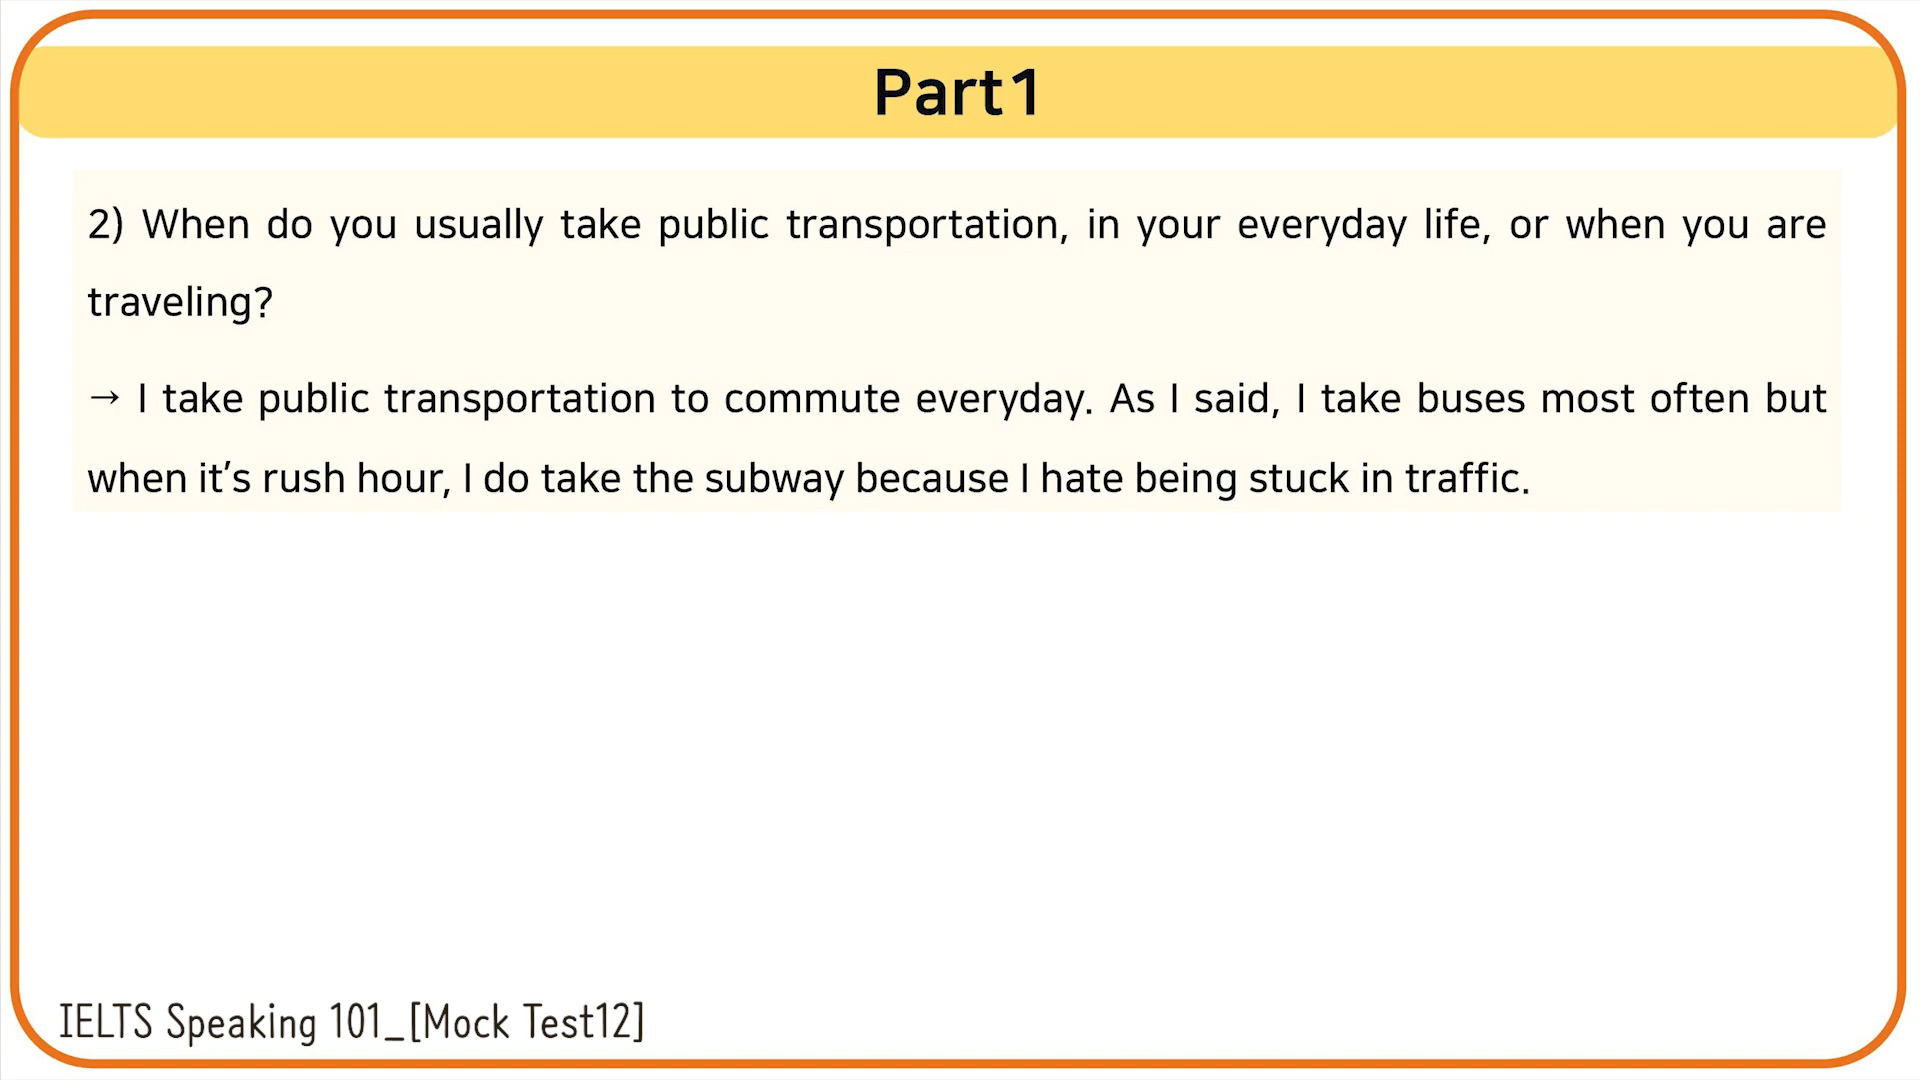 Part1
2) When do you usually take public transportation, in your everyday life, or when you are
traveling?
→ I take public transportation to commute everyday. As I said, I take buses most often but
when it’s rush hour, I do take the subway because I hate being stuck in traffic.
IELTS Speaking 101_[Mock Test12]